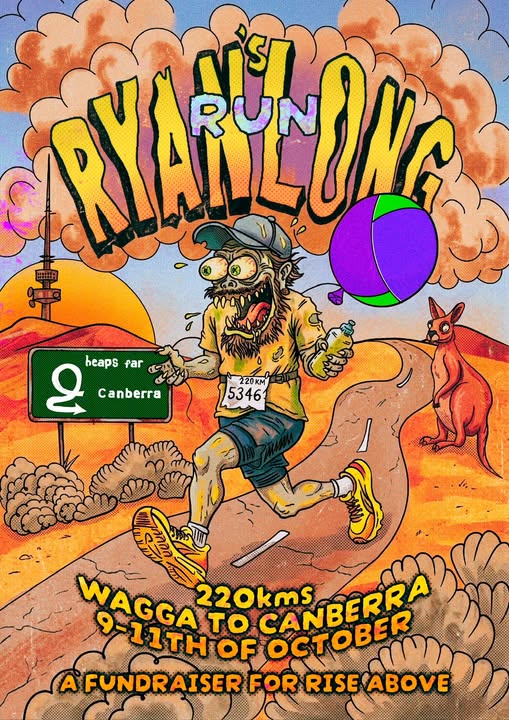 RYAN LONG
'S
RUN
heaps far
Canberra
220KM
5346
220kms
WAGGA TO CANBERRA
9-11TH OF OCTOBER
A FUNDRAISER FOR RISE ABOVE